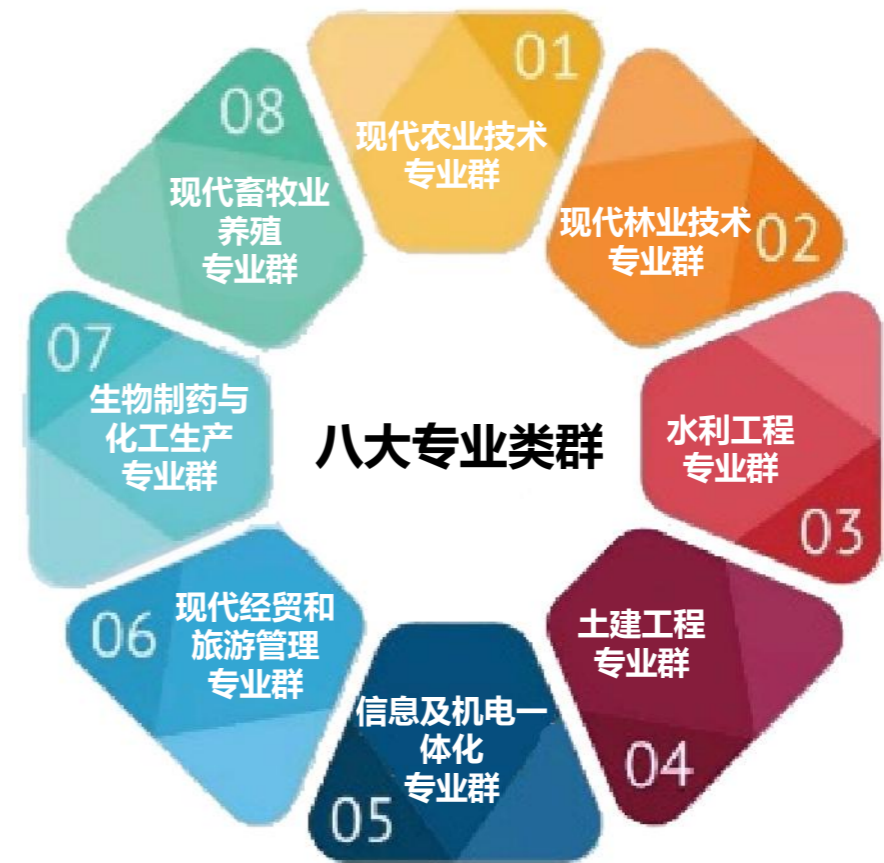 01
现代农业技术
专业群
02
现代林业技术
专业群
03
水利工程
专业群
04
土建工程
专业群
05
信息及机电一
体化
专业群
06
现代经贸和
旅游管理
专业群
07
生物制药与
化工生产
专业群
08
现代畜牧业
养殖
专业群
八大专业类群